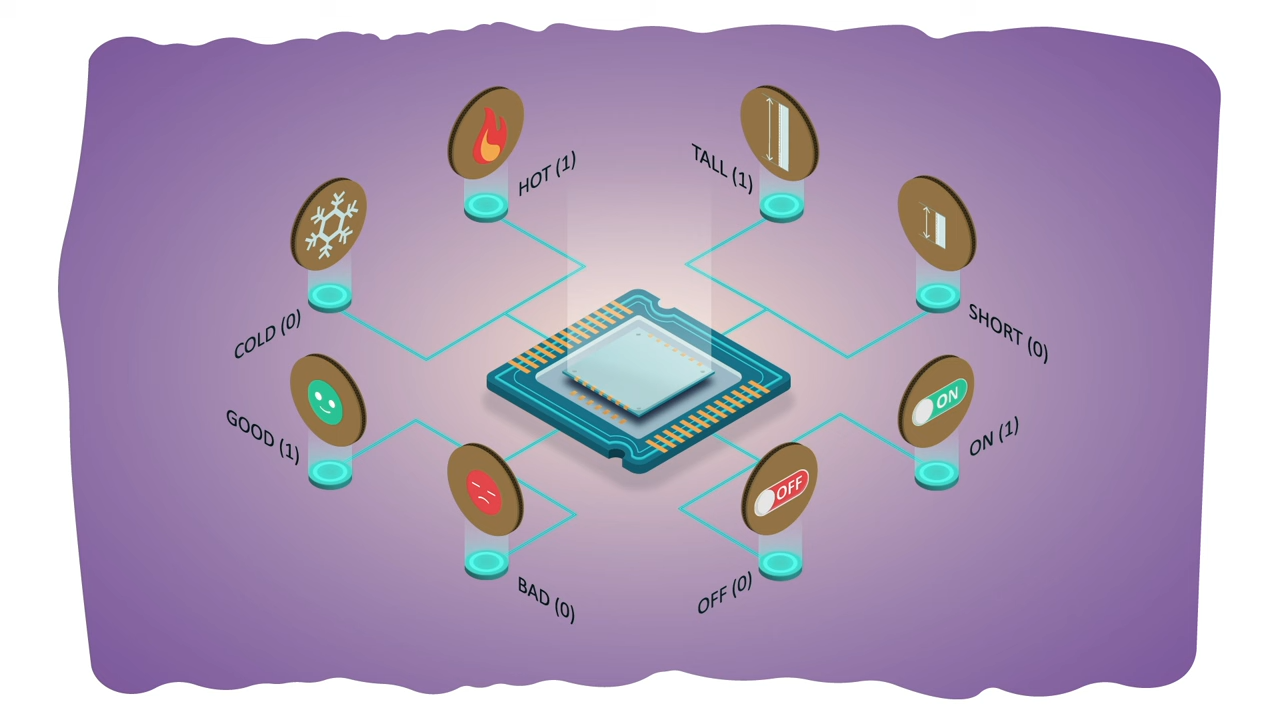 HOT (1)
TALL (1)
COLD (0)
SHORT (0)
GOOD (1)
ON
ON (1)
OFF
BAD (0)
OFF (0)